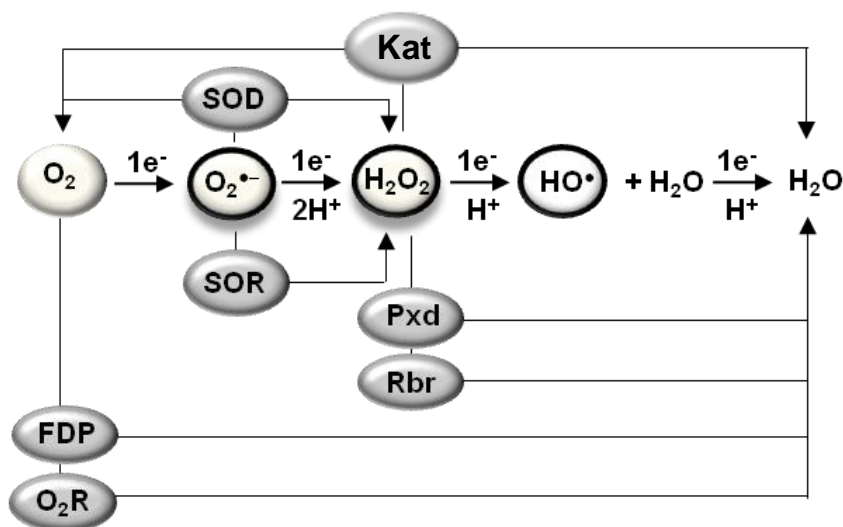 Kat
SOD
O₂ 1e⁻ O₂•– 1e⁻ 2H⁺ H₂O₂ 1e⁻ H⁺ HO• + H₂O 1e⁻ H⁺ H₂O
SOR
Pxd
Rbr
FDP
O₂R